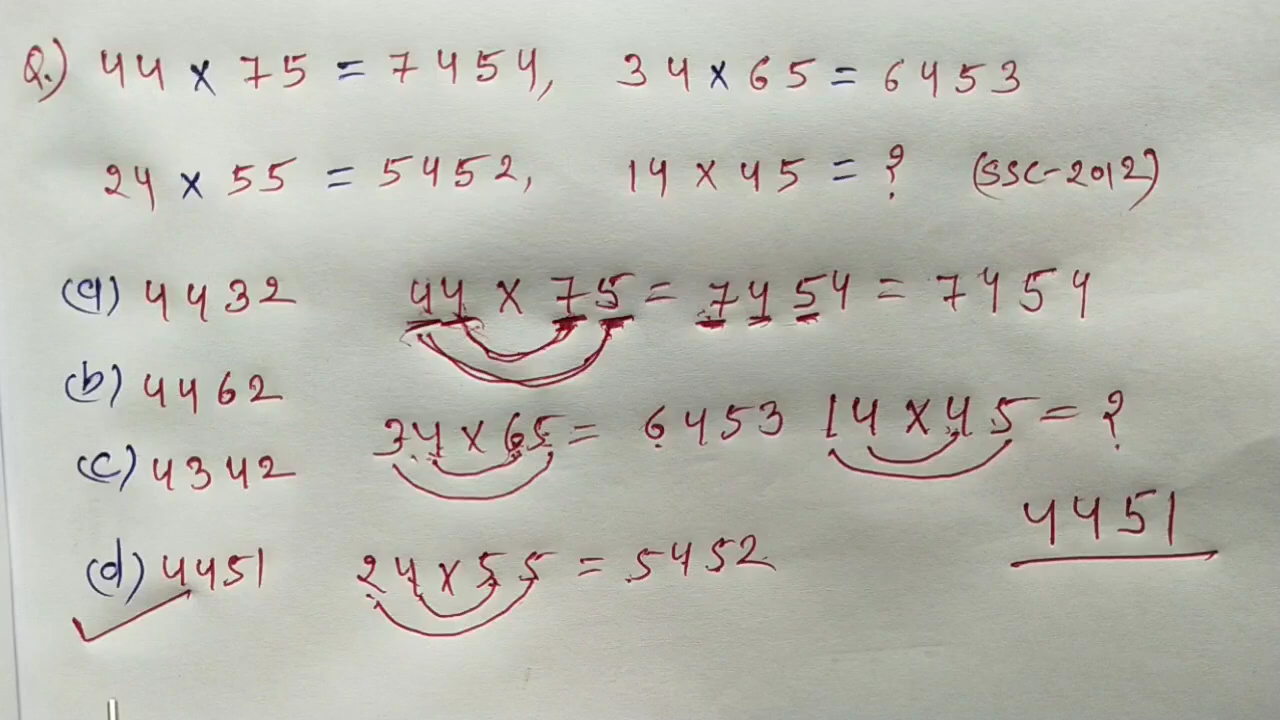 Q.) 44 × 75 = 7454, 34 × 65 = 6453
24 × 55 = 5452, 14 × 45 = ? (SSC-2012)
(a) 4432 44 × 75 = 7454 = 7454
(b) 4462
34 × 65 = 6453 14 × 45 = ?
(c) 4342
4451
(d) 4451 24 × 55 = 5452